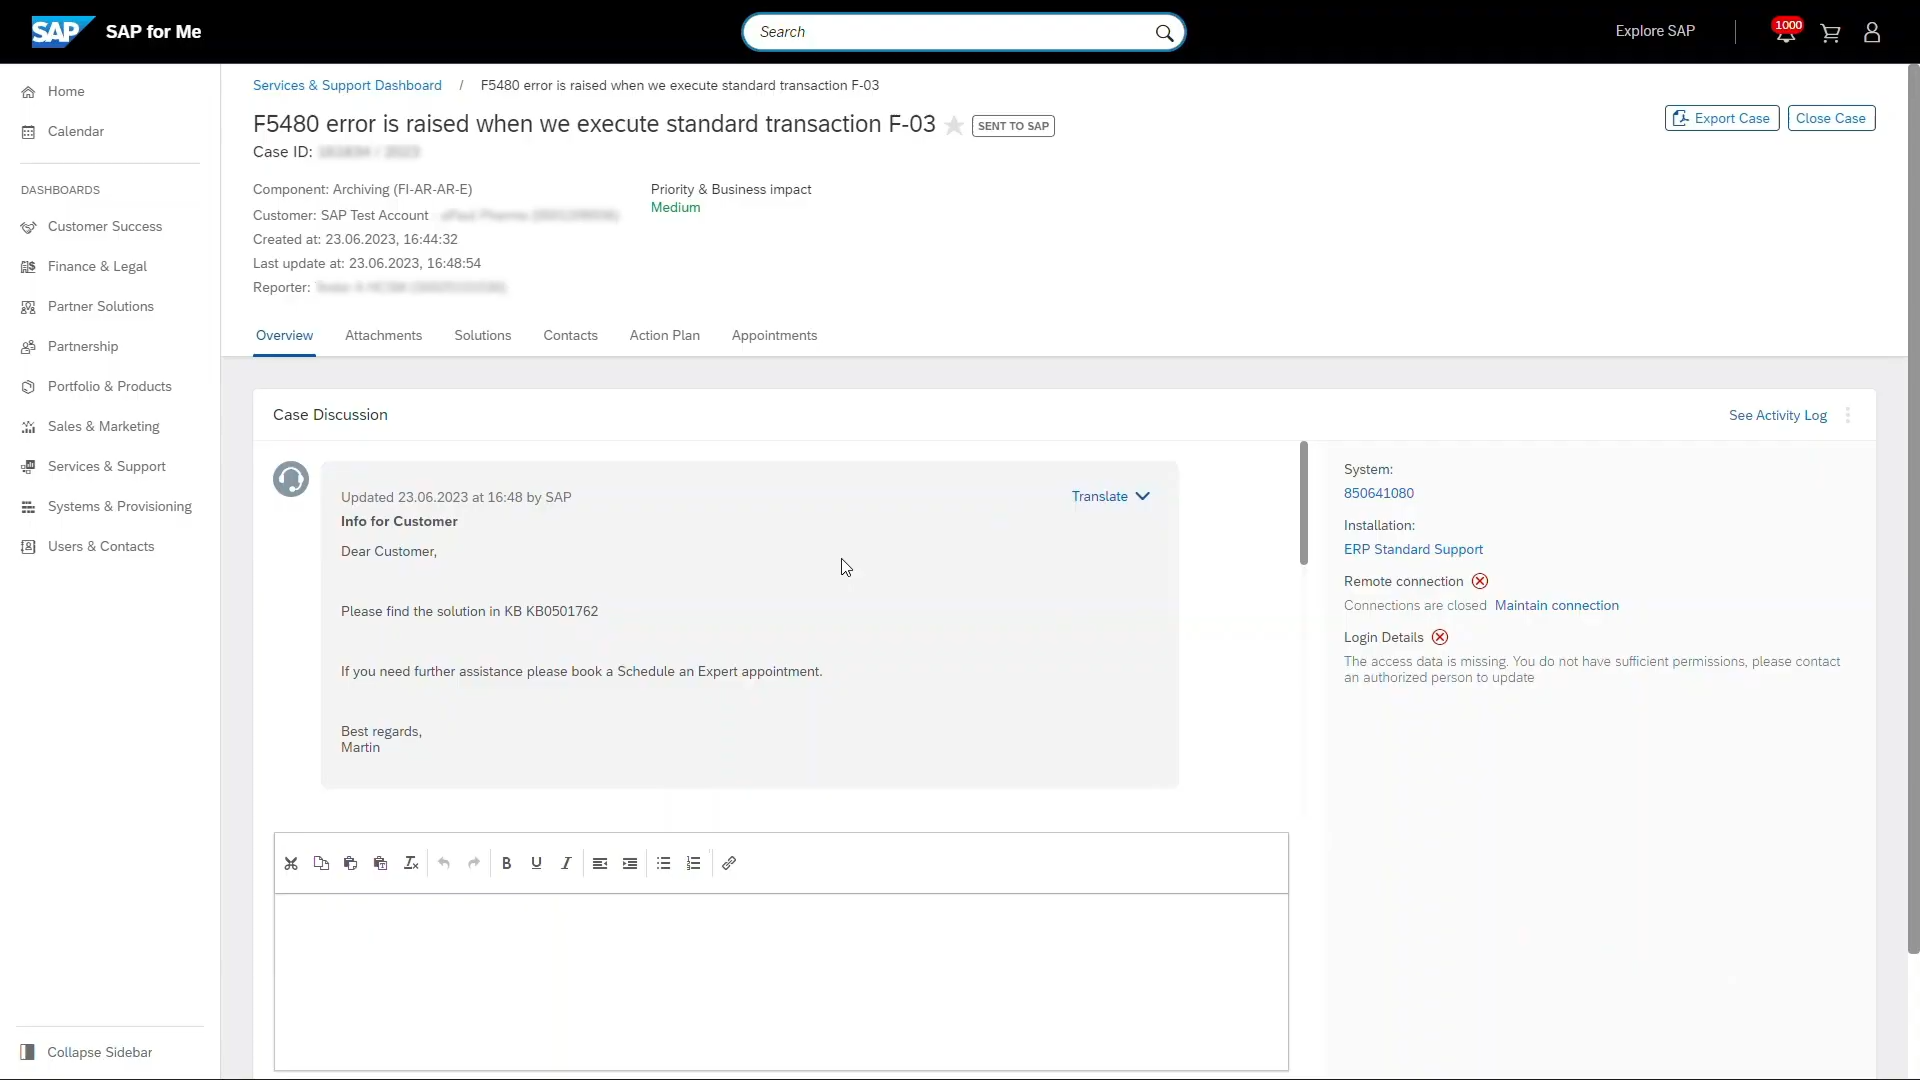 SAP SAP for Me
Search
Explore SAP
1000
Home
Calendar
DASHBOARDS
Customer Success
Finance & Legal
Partner Solutions
Partnership
Portfolio & Products
Sales & Marketing
Services & Support
Systems & Provisioning
Users & Contacts
Collapse Sidebar
Services & Support Dashboard / F5480 error is raised when we execute standard transaction F-03
F5480 error is raised when we execute standard transaction F-03 SENT TO SAP
Export Case Close Case
Case ID:
Component: Archiving (FI-AR-AR-E)
Customer: SAP Test Account
Created at: 23.06.2023, 16:44:32
Last update at: 23.06.2023, 16:48:54
Reporter:
Priority & Business impact
Medium
Overview Attachments Solutions Contacts Action Plan Appointments
Case Discussion
See Activity Log
Updated 23.06.2023 at 16:48 by SAP
Translate
Info for Customer
Dear Customer,
Please find the solution in KB KB0501762
If you need further assistance please book a Schedule an Expert appointment.
Best regards,
Martin
System:
850641080
Installation:
ERP Standard Support
Remote connection
Connections are closed Maintain connection
Login Details
The access data is missing. You do not have sufficient permissions, please contact
an authorized person to update
B U I